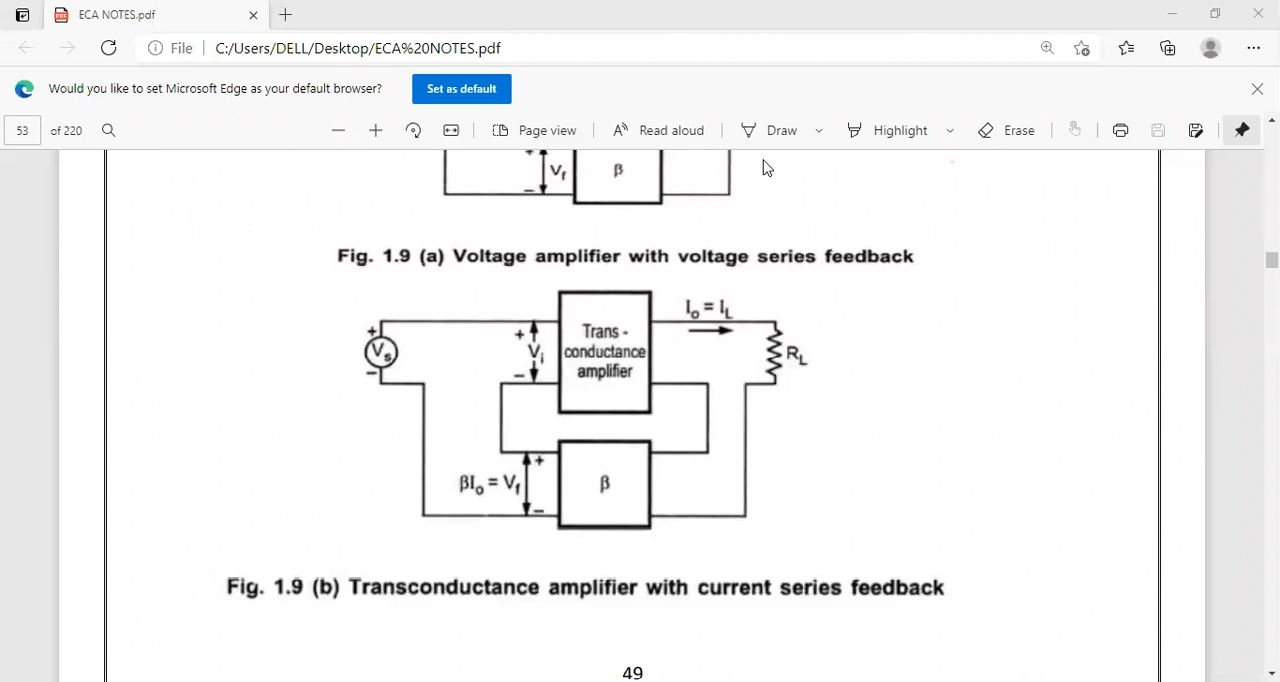 ECA NOTES.pdf
File
C:/Users/DELL/Desktop/ECA%20NOTES.pdf
Would you like to set Microsoft Edge as your default browser?
Set as default
53 of 220
Page view
Read aloud
Draw
Highlight
Erase
+
Vf
β
−
Fig. 1.9 (a) Voltage amplifier with voltage series feedback
Io = IL
+
Vs
−
+
Vi
−
Trans -
conductance
amplifier
RL
+
βIo = Vf
β
−
Fig. 1.9 (b) Transconductance amplifier with current series feedback
49